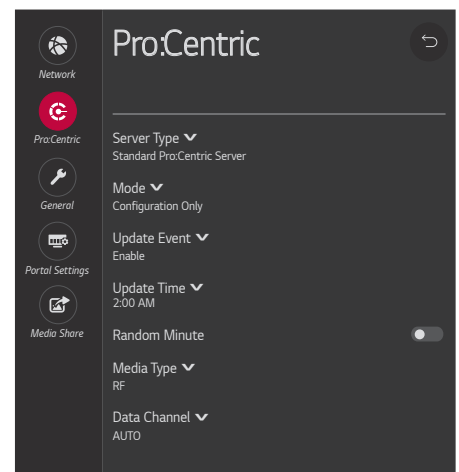 Pro:Centric
Network
Pro:Centric
General
Portal Settings
Media Share
Server Type
Standard Pro:Centric Server
Mode
Configuration Only
Update Event
Enable
Update Time
2:00 AM
Random Minute
Media Type
RF
Data Channel
AUTO